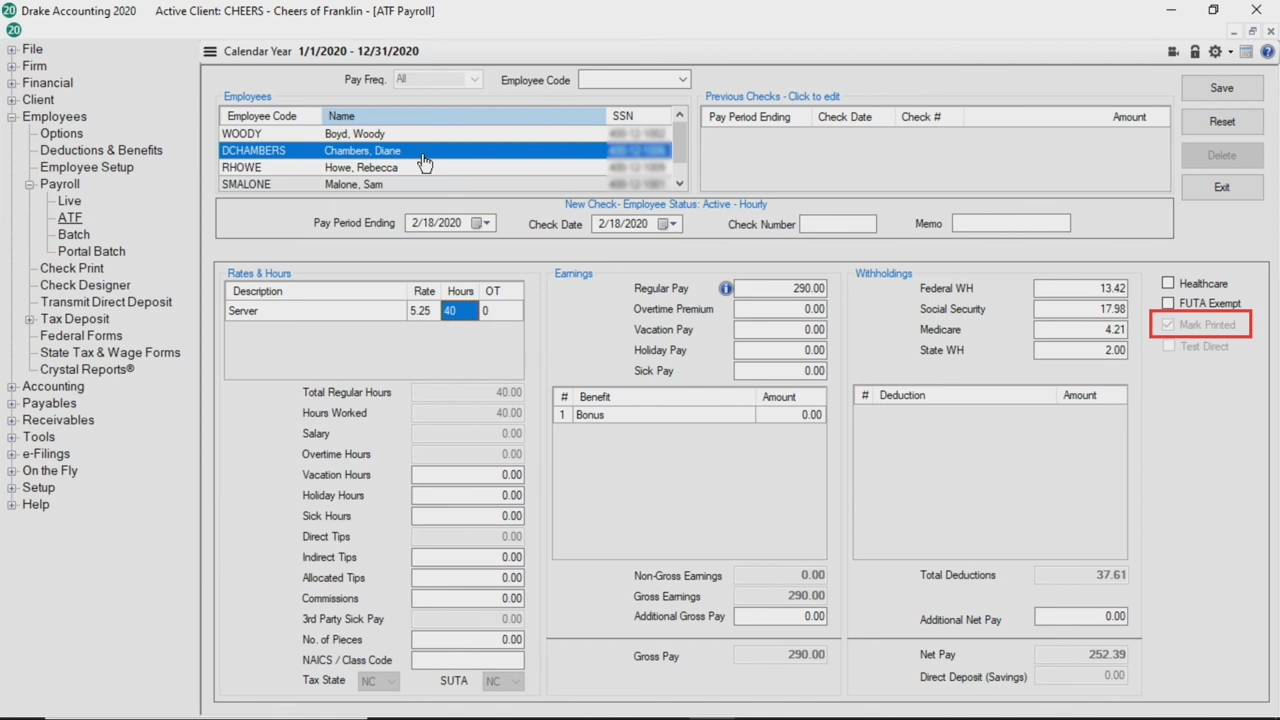 20 Drake Accounting 2020 Active Client: CHEERS - Cheers of Franklin - [ATF Payroll]
20
File
Firm
Financial
Client
Employees
Options
Deductions & Benefits
Employee Setup
Payroll
Live
ATF
Batch
Portal Batch
Check Print
Check Designer
Transmit Direct Deposit
Tax Deposit
Federal Forms
State Tax & Wage Forms
Crystal Reports®
Accounting
Payables
Receivables
Tools
e-Filings
On the Fly
Setup
Help
Calendar Year 1/1/2020 - 12/31/2020
Pay Freq. All Employee Code
Employees
Employee Code Name SSN
WOODY Boyd, Woody
DCHAMBERS Chambers, Diane
RHOWE Howe, Rebecca
SMALONE Malone, Sam
Previous Checks - Click to edit
Pay Period Ending Check Date Check # Amount
Save
Reset
Delete
Exit
New Check- Employee Status: Active - Hourly
Pay Period Ending 2/18/2020 Check Date 2/18/2020 Check Number Memo
Rates & Hours
Description Rate Hours OT
Server 5.25 40 0
Total Regular Hours 40.00
Hours Worked 40.00
Salary 0.00
Overtime Hours 0.00
Vacation Hours 0.00
Holiday Hours 0.00
Sick Hours 0.00
Direct Tips 0.00
Indirect Tips 0.00
Allocated Tips 0.00
Commissions 0.00
3rd Party Sick Pay 0.00
No. of Pieces 0.00
NAICS / Class Code
Tax State NC SUTA NC
Earnings
Regular Pay 290.00
Overtime Premium 0.00
Vacation Pay 0.00
Holiday Pay 0.00
Sick Pay 0.00
# Benefit Amount
1 Bonus 0.00
Non-Gross Earnings 0.00
Gross Earnings 290.00
Additional Gross Pay 0.00
Gross Pay 290.00
Withholdings
Federal WH 13.42
Social Security 17.98
Medicare 4.21
State WH 2.00
# Deduction Amount
Total Deductions 37.61
Additional Net Pay 0.00
Net Pay 252.39
Direct Deposit (Savings) 0.00
Healthcare
FUTA Exempt
Mark Printed
Test Direct